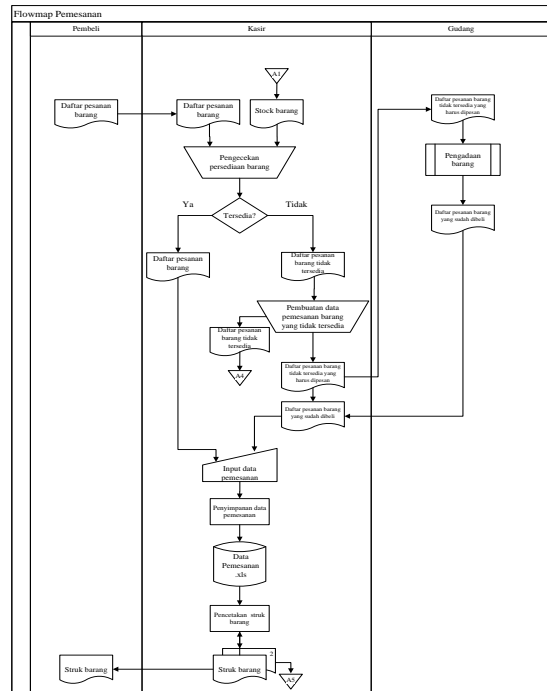 Flowmap Pemesanan
Pembeli
Kasir
Gudang
A1
Daftar pesanan
barang
Daftar pesanan
barang
Stock barang
Daftar pesanan barang
tidak tersedia yang
harus dipesan
Pengecekan
persediaan barang
Pengadaan
barang
Ya
Tersedia?
Tidak
Daftar pesanan barang
yang sudah dibeli
Daftar pesanan
barang
Daftar pesanan
barang tidak
tersedia
Pembuatan data
pemesanan barang
yang tidak tersedia
Daftar pesanan
barang tidak
tersedia
A4
Daftar pesanan barang
tidak tersedia yang
harus dipesan
Daftar pesanan barang
yang sudah dibeli
Input data
pemesanan
Penyimpanan data
pemesanan
Data
Pemesanan
.xls
Pencetakan struk
barang
2
Struk barang
Struk barang
A5